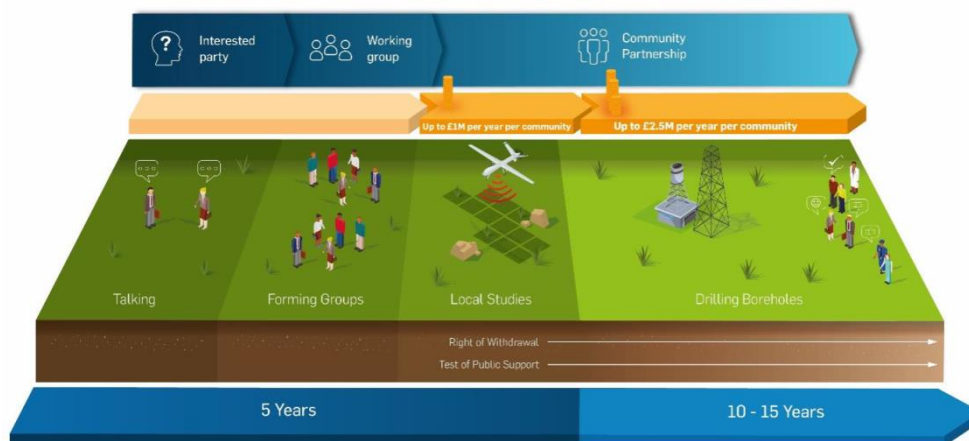 Interested
party
Working
group
Community
Partnership
Up to £1M per year per community
Up to £2.5M per year per community
Talking
Forming Groups
Local Studies
Drilling Boreholes
Right of Withdrawal
Test of Public Support
5 Years
10 - 15 Years